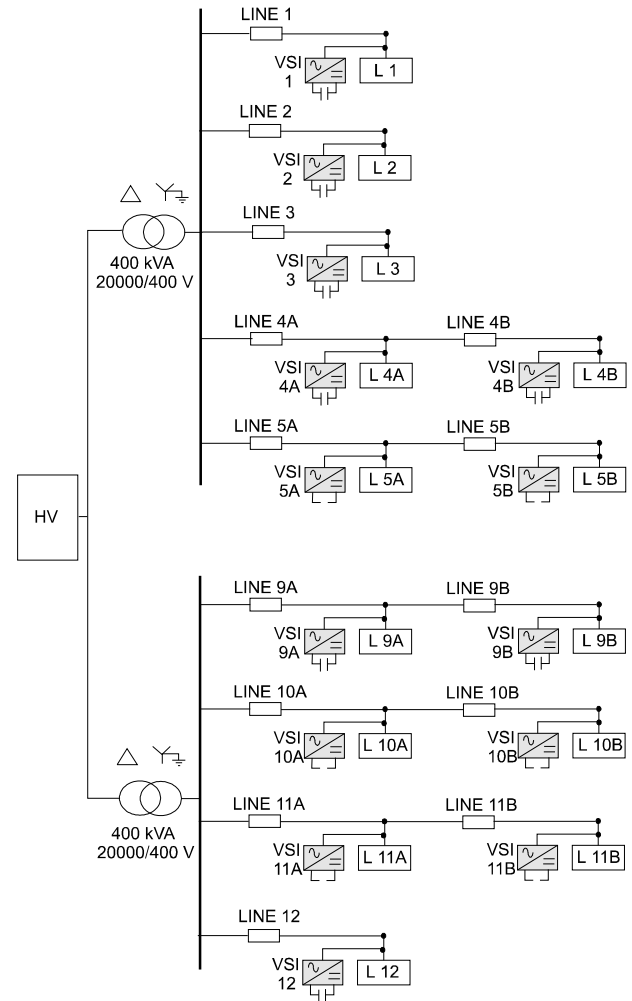 LINE 1
VSI
1
L 1
LINE 2
VSI
2
L 2
LINE 3
VSI
3
L 3
400 kVA
20000/400 V
LINE 4A
LINE 4B
VSI
4A
L 4A
VSI
4B
L 4B
LINE 5A
LINE 5B
VSI
5A
L 5A
VSI
5B
L 5B
HV
LINE 9A
LINE 9B
VSI
9A
L 9A
VSI
9B
L 9B
LINE 10A
LINE 10B
VSI
10A
L 10A
VSI
10B
L 10B
400 kVA
20000/400 V
LINE 11A
LINE 11B
VSI
11A
L 11A
VSI
11B
L 11B
LINE 12
VSI
12
L 12